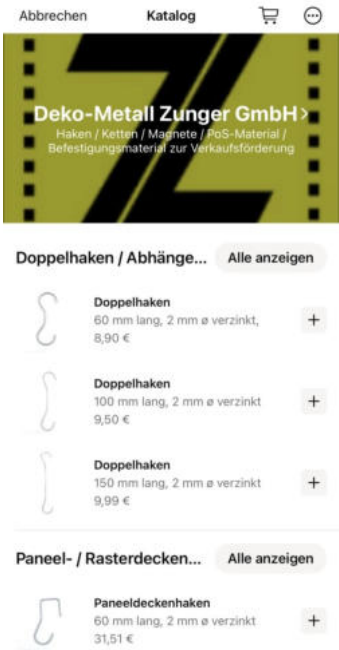 Abbrechen Katalog
Deko-Metall Zunger GmbH
Haken / Ketten / Magnete / PoS-Material /
Befestigungsmaterial zur Verkaufsförderung
Doppelhaken / Abhänge... Alle anzeigen
Doppelhaken
60 mm lang, 2 mm ø verzinkt,
8,90 €
Doppelhaken
100 mm lang, 2 mm ø verzinkt
9,50 €
Doppelhaken
150 mm lang, 2 mm ø verzinkt
9,99 €
Paneel- / Rasterdecken... Alle anzeigen
Paneeldeckenhaken
60 mm lang, 2 mm ø verzinkt
31,51 €